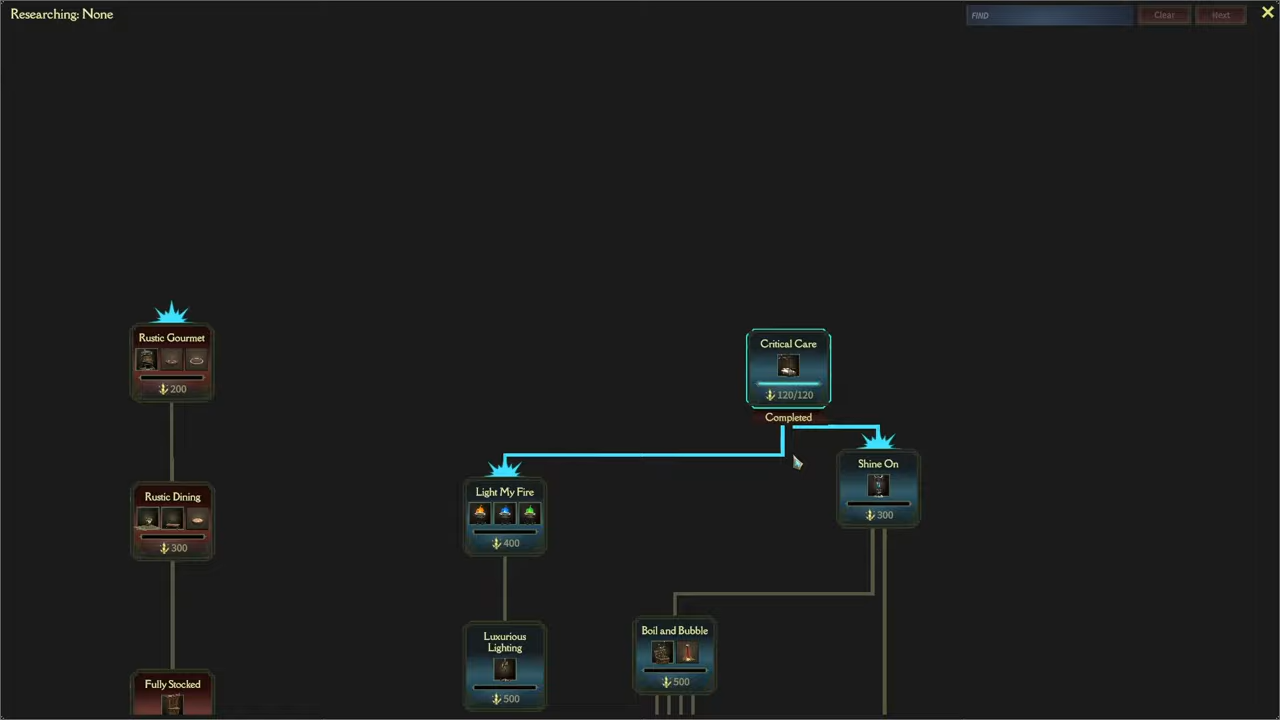 Researching: None
FIND
Clear
Next
Rustic Gourmet
200
Critical Care
120/120
Completed
Shine On
300
Light My Fire
400
Rustic Dining
300
Boil and Bubble
500
Luxurious
Lighting
500
Fully Stocked